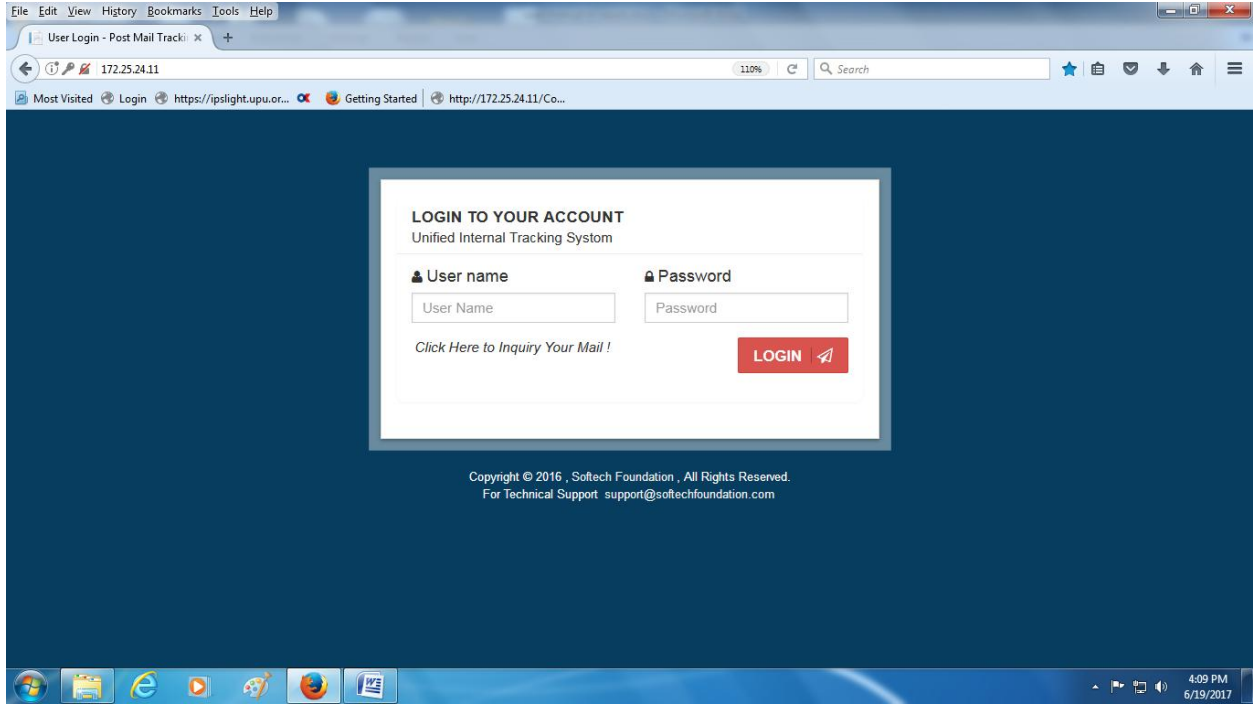 File Edit View History Bookmarks Tools Help
User Login - Post Mail Tracki
172.25.24.11 110% Search
Most Visited Login https://ipslight.upu.or... Getting Started http://172.25.24.11/Co...
LOGIN TO YOUR ACCOUNT
Unified Internal Tracking Systom
User name Password
User Name Password
Click Here to Inquiry Your Mail !
LOGIN
Copyright © 2016 , Softech Foundation , All Rights Reserved.
For Technical Support support@softechfoundation.com
4:09 PM
6/19/2017